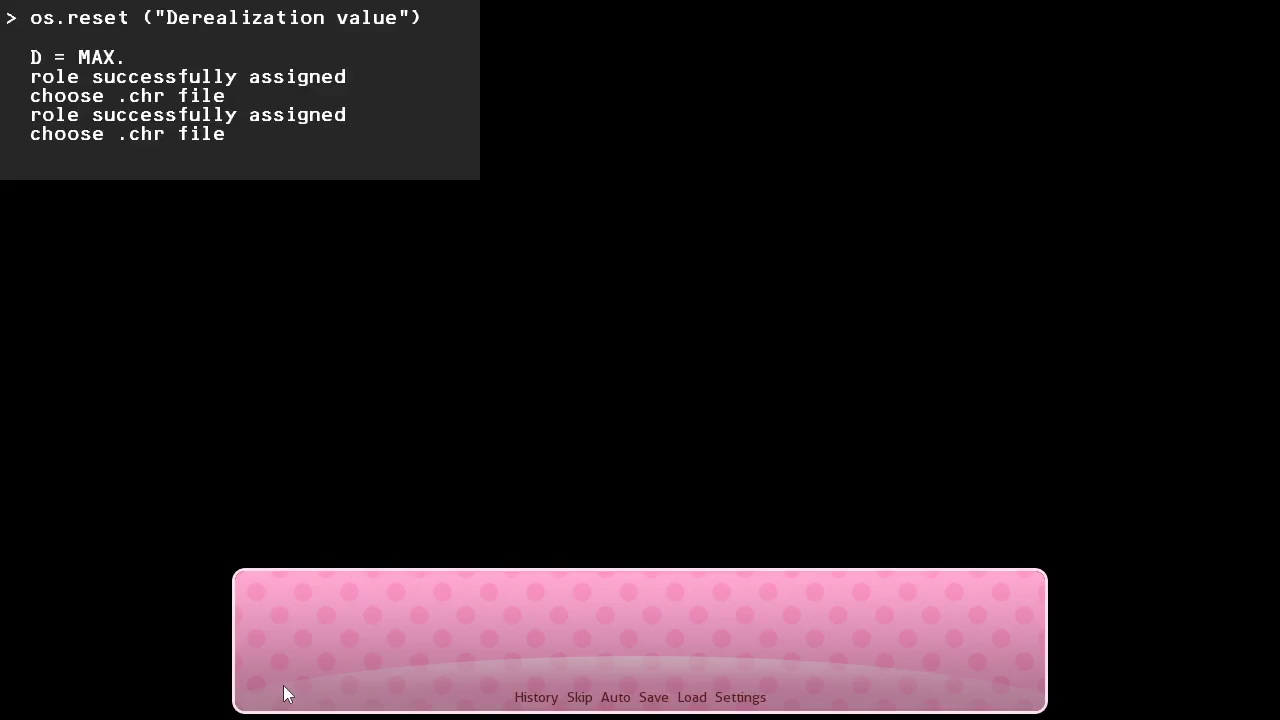 > os.reset ("Derealization value")
D = MAX.
role successfully assigned
choose .chr file
role successfully assigned
choose .chr file
History Skip Auto Save Load Settings